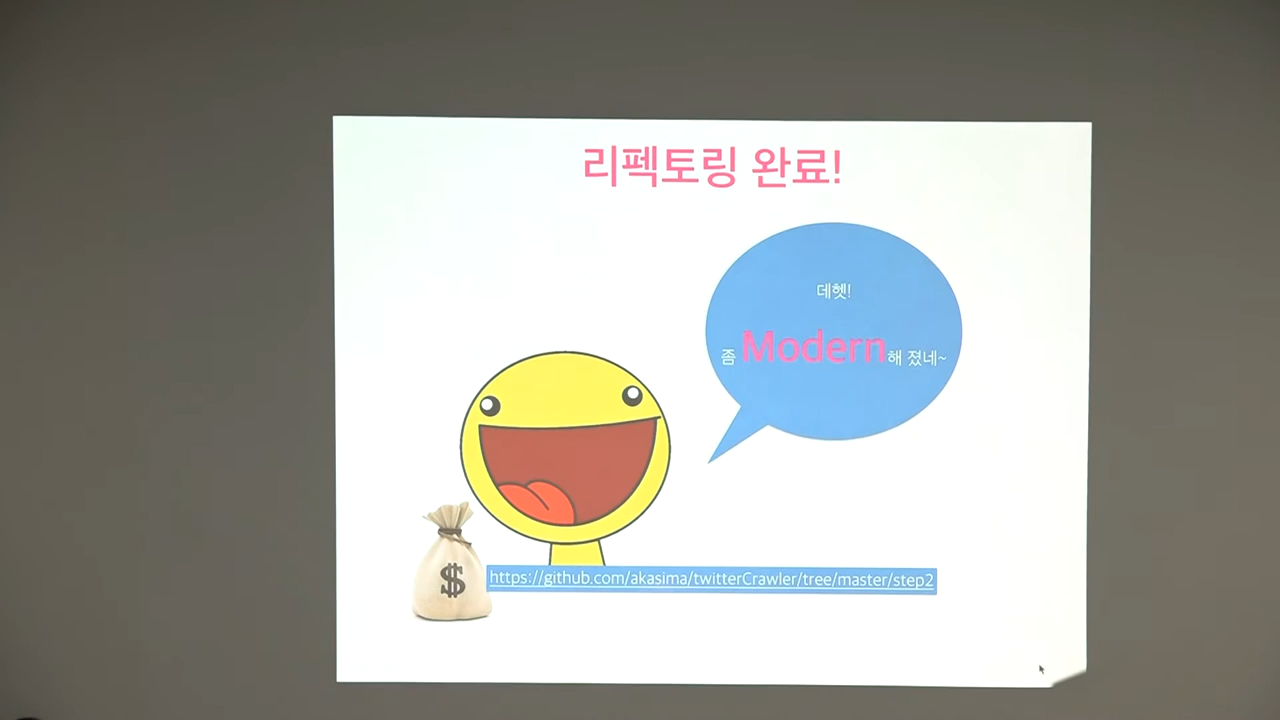 리펙토링 완료!
데헷!
좀 Modern해 졌네~
$
https://github.com/akasima/twitterCrawler/tree/master/step2